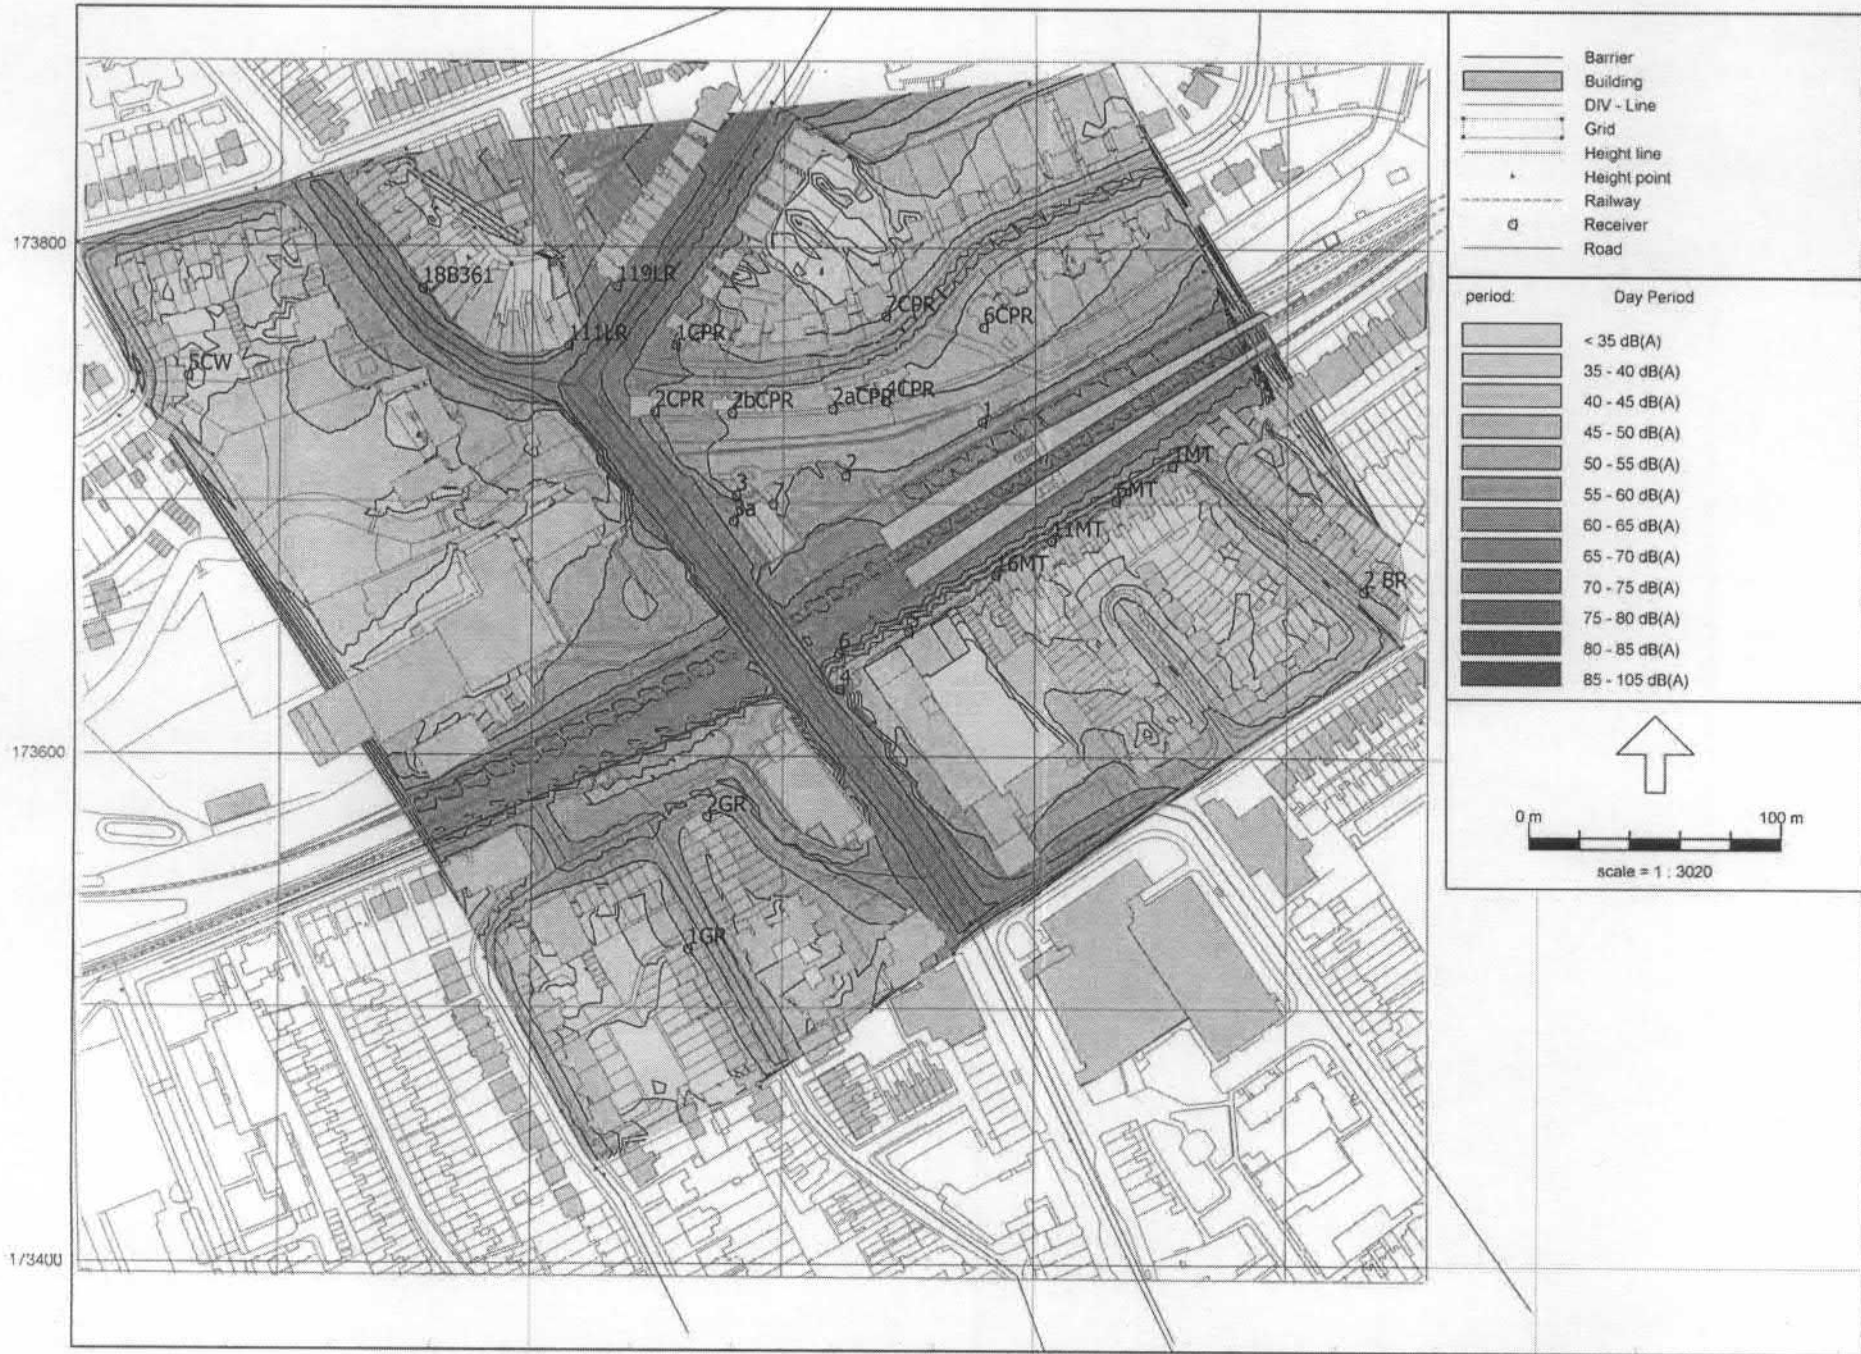 Barrier
Building
DIV - Line
Grid
Height line
Height point
Railway
Receiver
Road
period: Day Period
< 35 dB(A)
35 - 40 dB(A)
40 - 45 dB(A)
45 - 50 dB(A)
50 - 55 dB(A)
55 - 60 dB(A)
60 - 65 dB(A)
65 - 70 dB(A)
70 - 75 dB(A)
75 - 80 dB(A)
80 - 85 dB(A)
85 - 105 dB(A)
0 m 100 m
scale = 1 : 3020
173800
173600
173400
18B361
119LR
111LR
1CPR
7CPR
6CPR
5CW
2CPR
2bCPR
2aCPR
4CPR
1
2
3
7
3a
1MT
6MT
11MT
16MT
2 BR
5
6
4
2GR
1GR